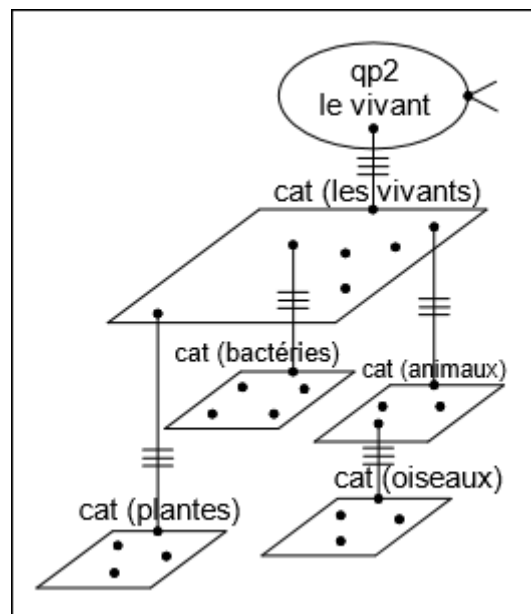 qp2
le vivant
cat (les vivants)
cat (bactéries)
cat (animaux)
cat (oiseaux)
cat (plantes)